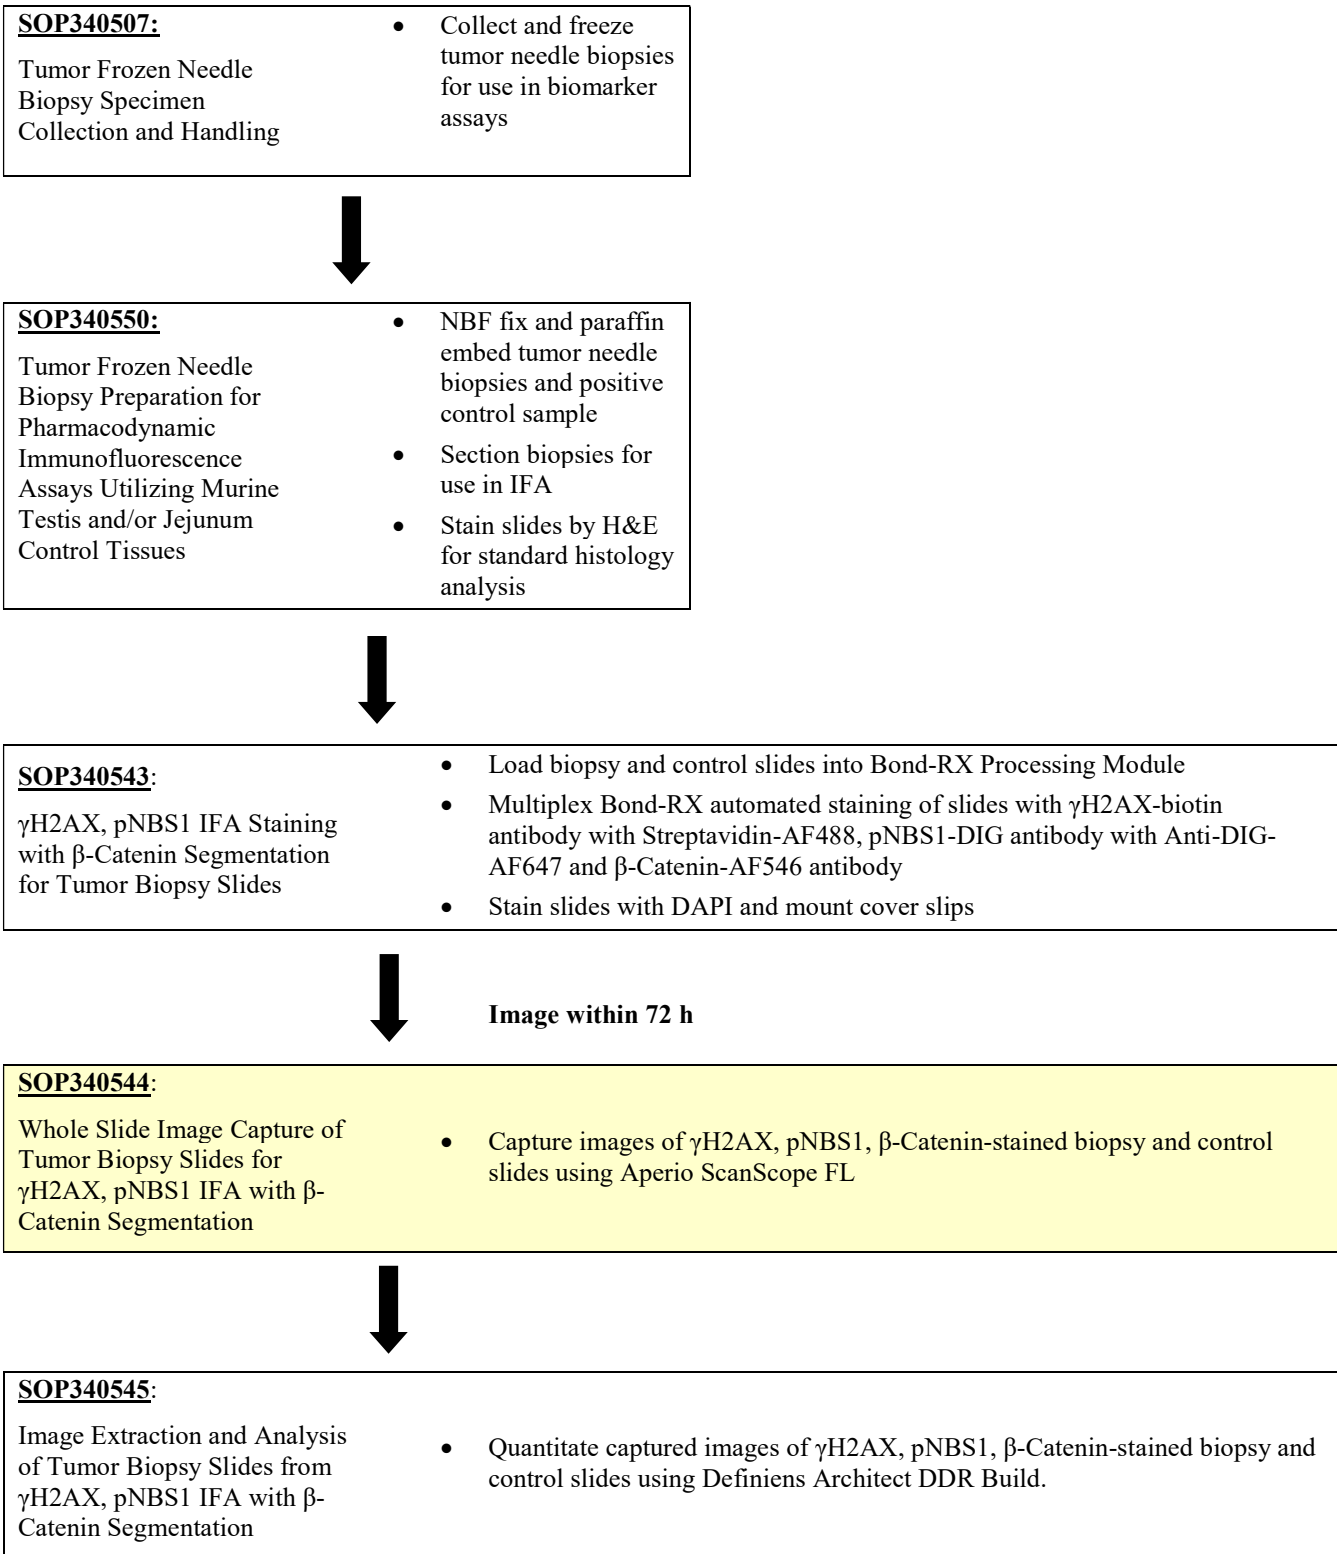 SOP340507:
Tumor Frozen Needle
Biopsy Specimen
Collection and Handling
• Collect and freeze
tumor needle biopsies
for use in biomarker
assays
SOP340550:
Tumor Frozen Needle
Biopsy Preparation for
Pharmacodynamic
Immunofluorescence
Assays Utilizing Murine
Testis and/or Jejunum
Control Tissues
• NBF fix and paraffin
embed tumor needle
biopsies and positive
control sample
• Section biopsies for
use in IFA
• Stain slides by H&E
for standard histology
analysis
SOP340543:
γH2AX, pNBS1 IFA Staining
with β-Catenin Segmentation
for Tumor Biopsy Slides
• Load biopsy and control slides into Bond-RX Processing Module
• Multiplex Bond-RX automated staining of slides with γH2AX-biotin
antibody with Streptavidin-AF488, pNBS1-DIG antibody with Anti-DIG-
AF647 and β-Catenin-AF546 antibody
• Stain slides with DAPI and mount cover slips
Image within 72 h
SOP340544:
Whole Slide Image Capture of
Tumor Biopsy Slides for
γH2AX, pNBS1 IFA with β-
Catenin Segmentation
• Capture images of γH2AX, pNBS1, β-Catenin-stained biopsy and control
slides using Aperio ScanScope FL
SOP340545:
Image Extraction and Analysis
of Tumor Biopsy Slides from
γH2AX, pNBS1 IFA with β-
Catenin Segmentation
• Quantitate captured images of γH2AX, pNBS1, β-Catenin-stained biopsy and
control slides using Definiens Architect DDR Build.